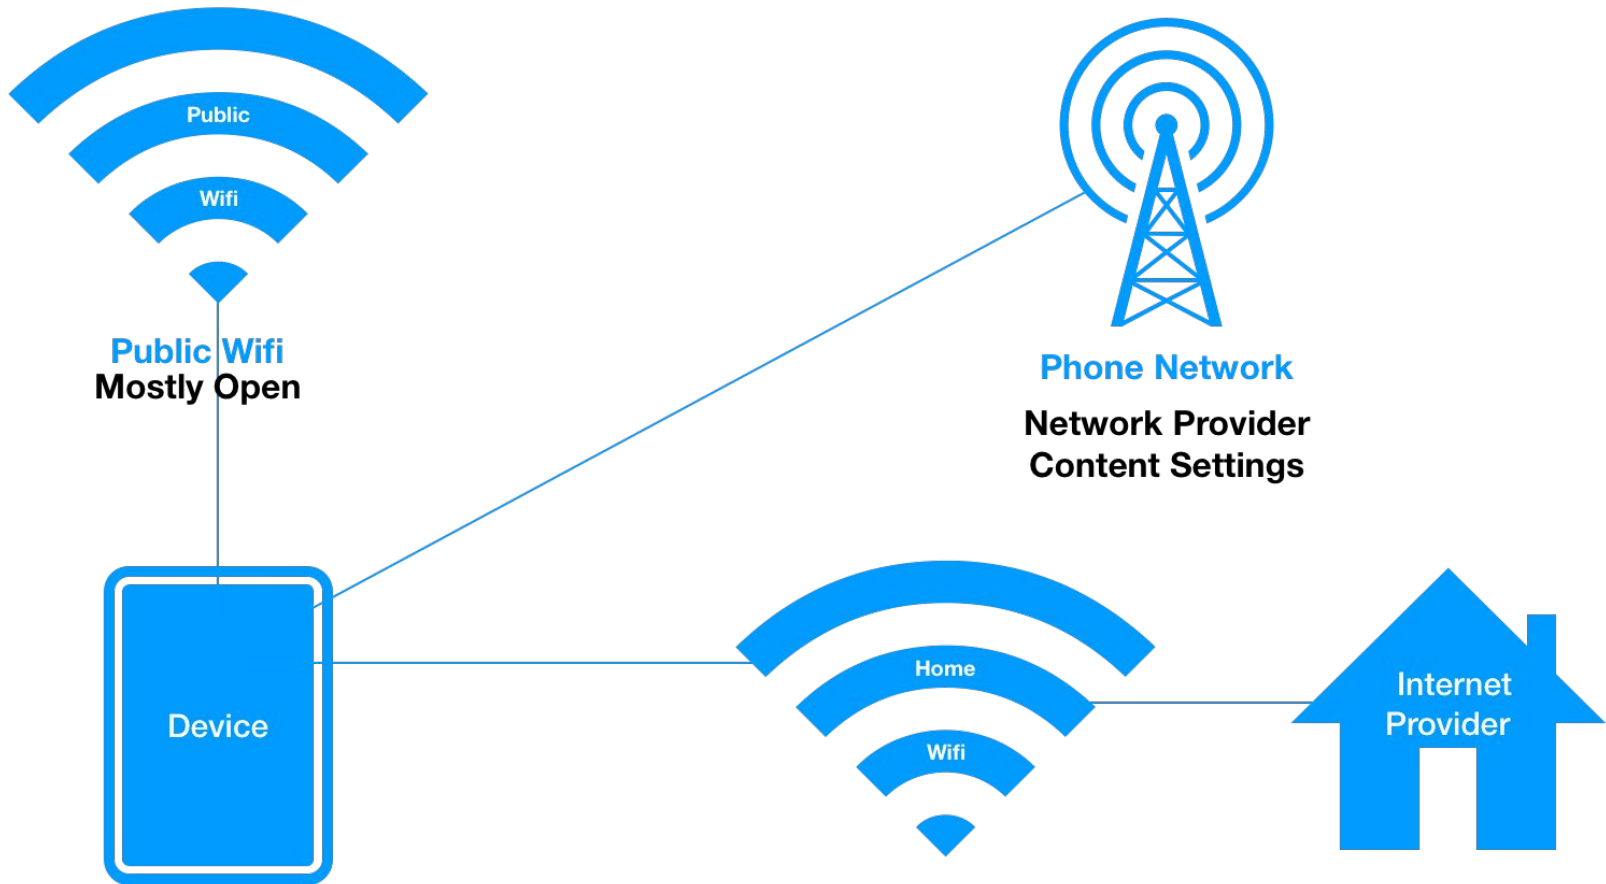 Public
Wifi
Public Wifi
Mostly Open
Phone Network
Network Provider
Content Settings
Device
Home
Wifi
Internet
Provider